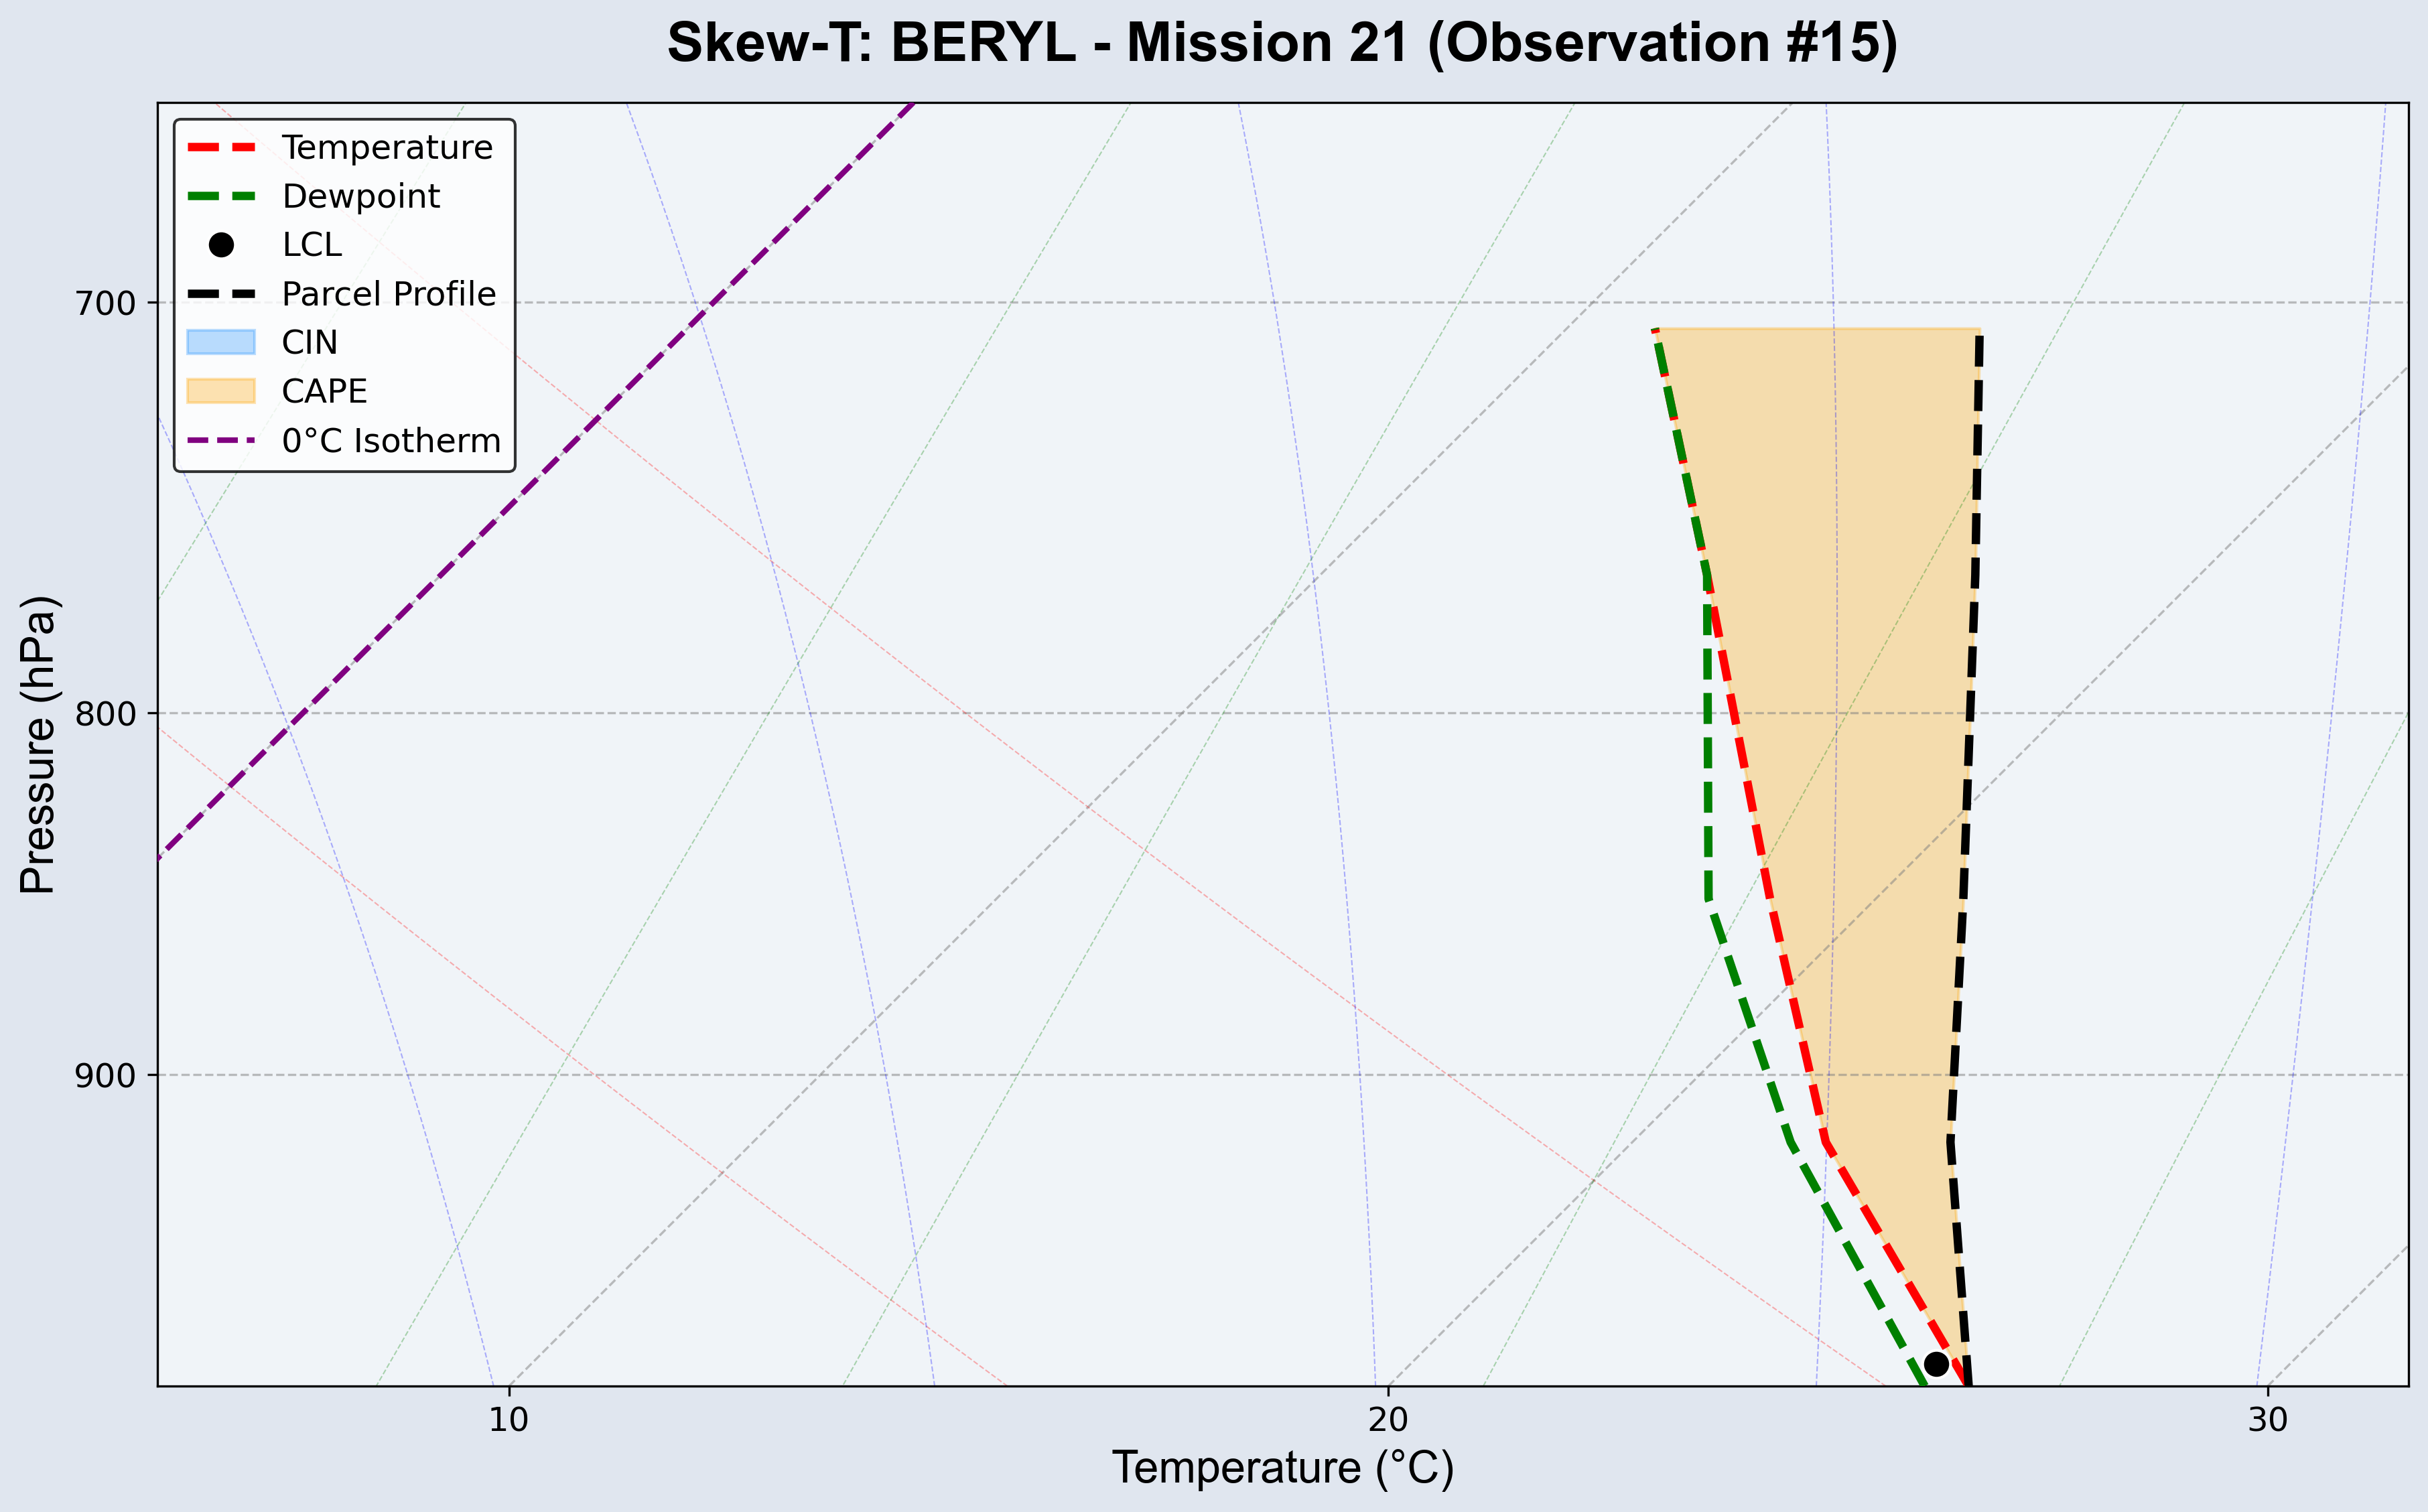 Skew-T: BERYL - Mission 21 (Observation #15)
Temperature
Dewpoint
LCL
Parcel Profile
CIN
CAPE
0°C Isotherm
700
800
900
Pressure (hPa)
10 20 30
Temperature (°C)